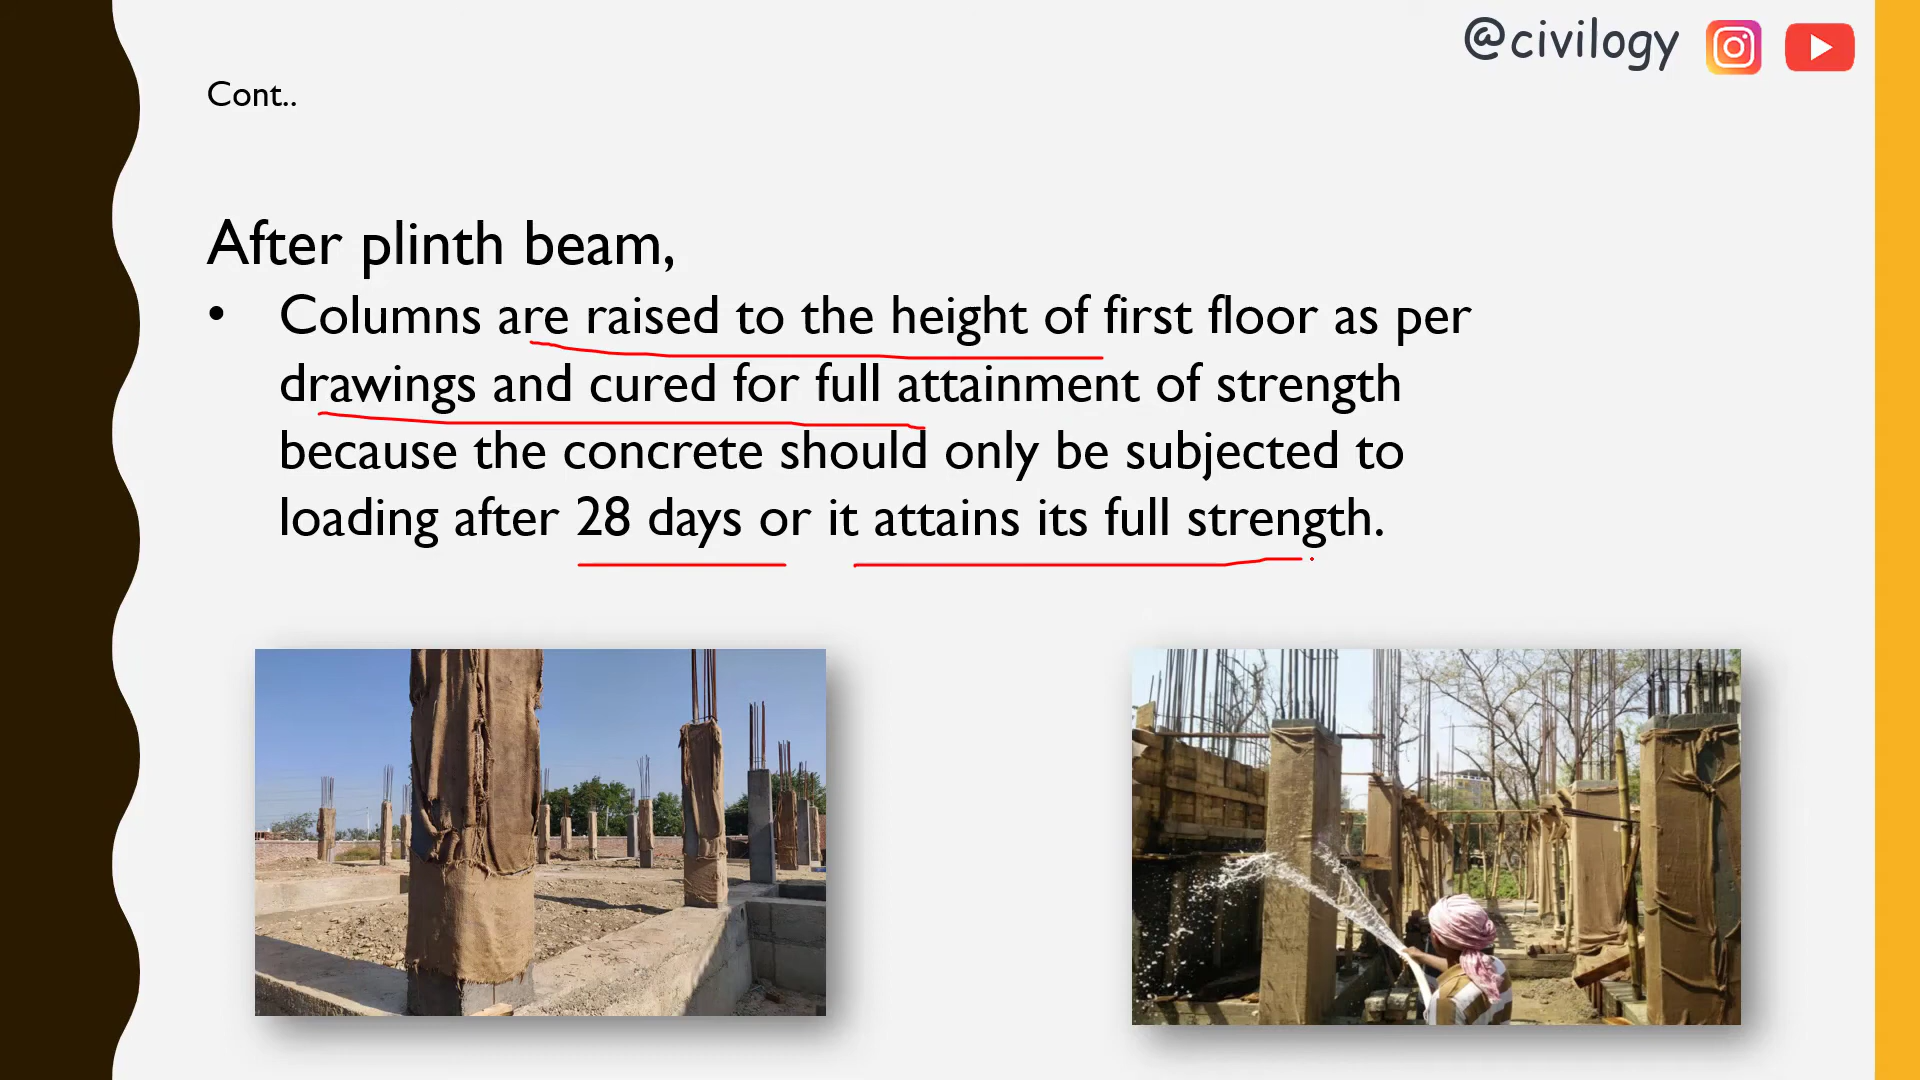 @civilogy
Cont..
After plinth beam,
• Columns are raised to the height of first floor as per
drawings and cured for full attainment of strength
because the concrete should only be subjected to
loading after 28 days or it attains its full strength.